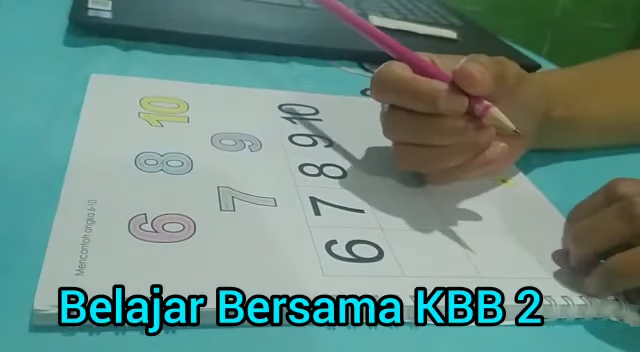 Mencontoh angka 6-10
6 8 10
7 9
6 7 8 9 10
Belajar Bersama KBB 2